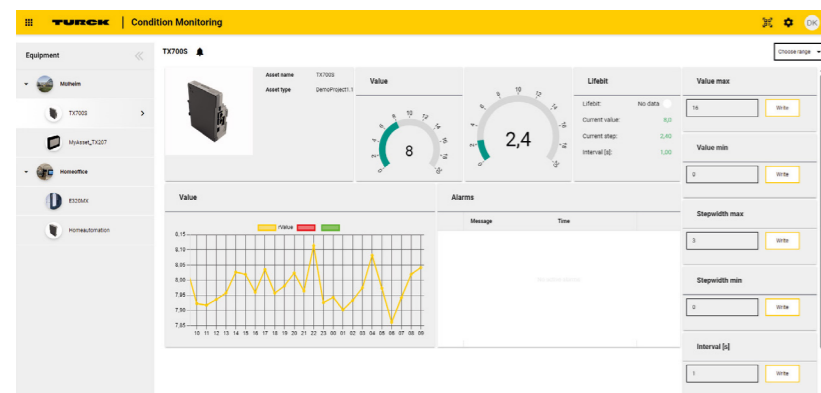 TURCK Condition Monitoring
DK
Equipment
TX700S
Choose range
Mülheim
TX700S
MyAsset_TX207
Homeoffice
E320MX
Homeautomation
Asset name TX700S
Asset type DemoProject1.1
Value
8
2,4
Lifebit
Lifebit: No data
Current value: 8,0
Current step: 2,40
Interval [s]: 1,00
Value max
16 Write
Value min
0 Write
Stepwidth max
3 Write
Stepwidth min
0 Write
Interval [s]
1 Write
Value
rValue
8,15
8,10
8,05
8,00
7,95
7,90
7,85
10 11 12 13 14 15 16 17 18 19 20 21 22 23 00 01 02 03 04 05 06 07 08 09
Alarms
Message Time